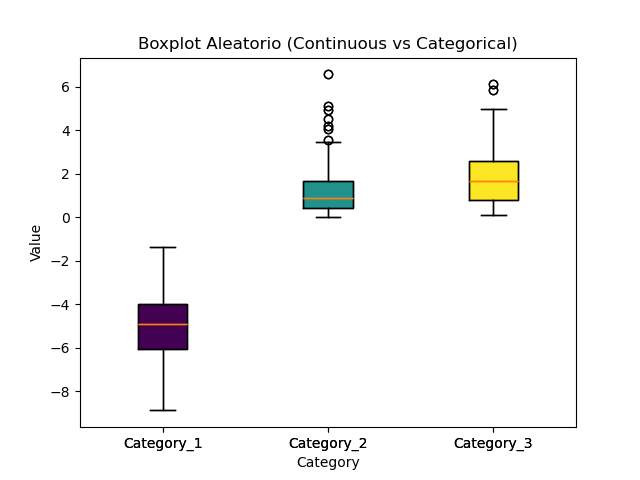 Boxplot Aleatorio (Continuous vs Categorical)
6
4
2
0
−2
−4
−6
−8
Value
Category_1 Category_2 Category_3
Category